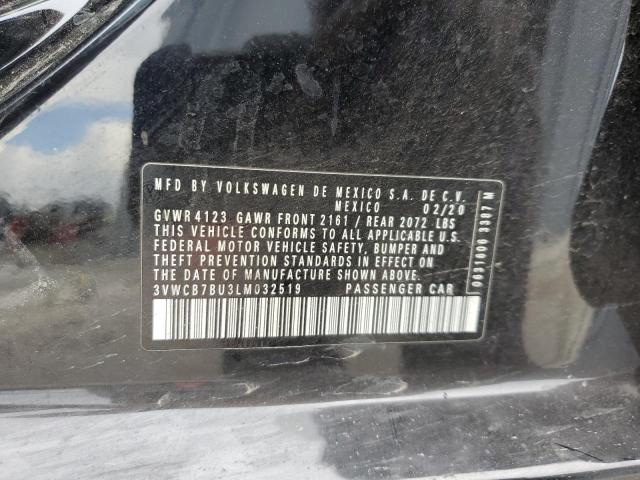 MFD BY VOLKSWAGEN DE MEXICO S.A. DE C.V.
MEXICO 02/20
GVWR 4123 GAWR FRONT 2161 / REAR 2072 LBS
THIS VEHICLE CONFORMS TO ALL APPLICABLE U.S.
FEDERAL MOTOR VEHICLE SAFETY, BUMPER AND
THEFT PREVENTION STANDARDS IN EFFECT ON
THE DATE OF MANUFACTURE SHOWN ABOVE.
3VWCB7BU3LM032519 PASSENGER CAR